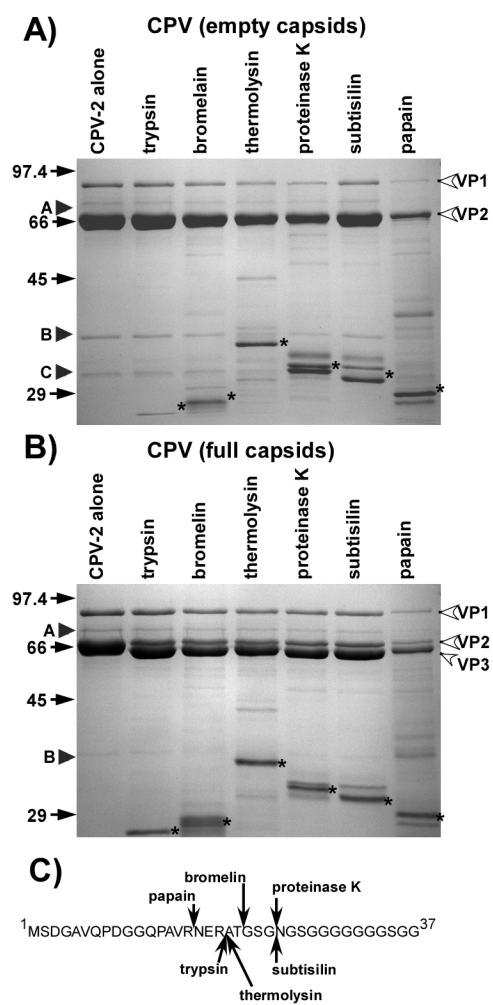 A) CPV (empty capsids)
CPV-2 alone
trypsin
bromelain
thermolysin
proteinase K
subtisilin
papain
97.4
A
66
45
B
C
29
VP1
VP2
*
*
*
*
*
*
B) CPV (full capsids)
CPV-2 alone
trypsin
bromelin
thermolysin
proteinase K
subtisilin
papain
97.4
A
66
45
B
29
VP1
VP2
VP3
*
*
*
*
*
*
C)
bromelin
papain
proteinase K
1MSDGAVQPDGGQPAVRNERATGSGNGSGGGGGGGSGG37
trypsin
subtisilin
thermolysin